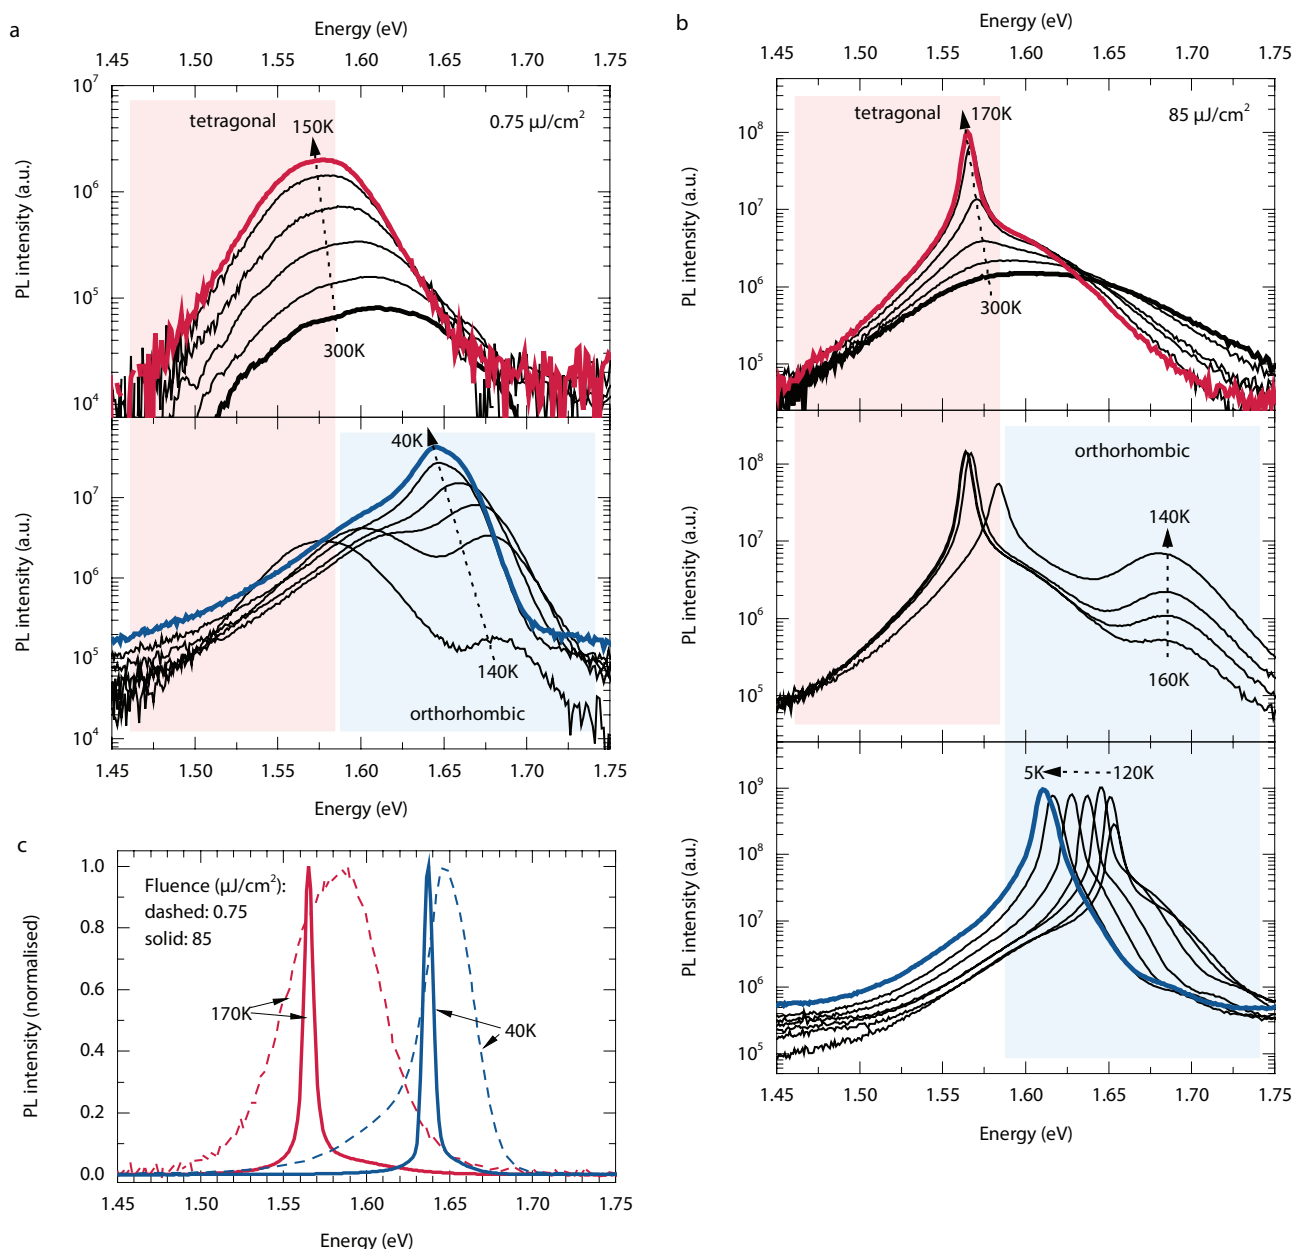 a
Energy (eV)
1.45 1.50 1.55 1.60 1.65 1.70 1.75
10^7
10^6
10^5
10^4
PL intensity (a.u.)
tetragonal
150K
0.75 μJ/cm²
300K
10^7
10^6
10^5
10^4
PL intensity (a.u.)
40K
140K
orthorhombic
1.45 1.50 1.55 1.60 1.65 1.70 1.75
Energy (eV)
b
Energy (eV)
1.45 1.50 1.55 1.60 1.65 1.70 1.75
10^8
10^7
10^6
10^5
PL intensity (a.u.)
tetragonal
170K
85 μJ/cm²
300K
10^8
10^7
10^6
10^5
PL intensity (a.u.)
orthorhombic
140K
160K
10^9
10^8
10^7
10^6
10^5
PL intensity (a.u.)
5K
120K
1.45 1.50 1.55 1.60 1.65 1.70 1.75
Energy (eV)
c
1.0
0.8
0.6
0.4
0.2
0.0
PL intensity (normalised)
Fluence (μJ/cm²):
dashed: 0.75
solid: 85
170K
40K
1.45 1.50 1.55 1.60 1.65 1.70 1.75
Energy (eV)